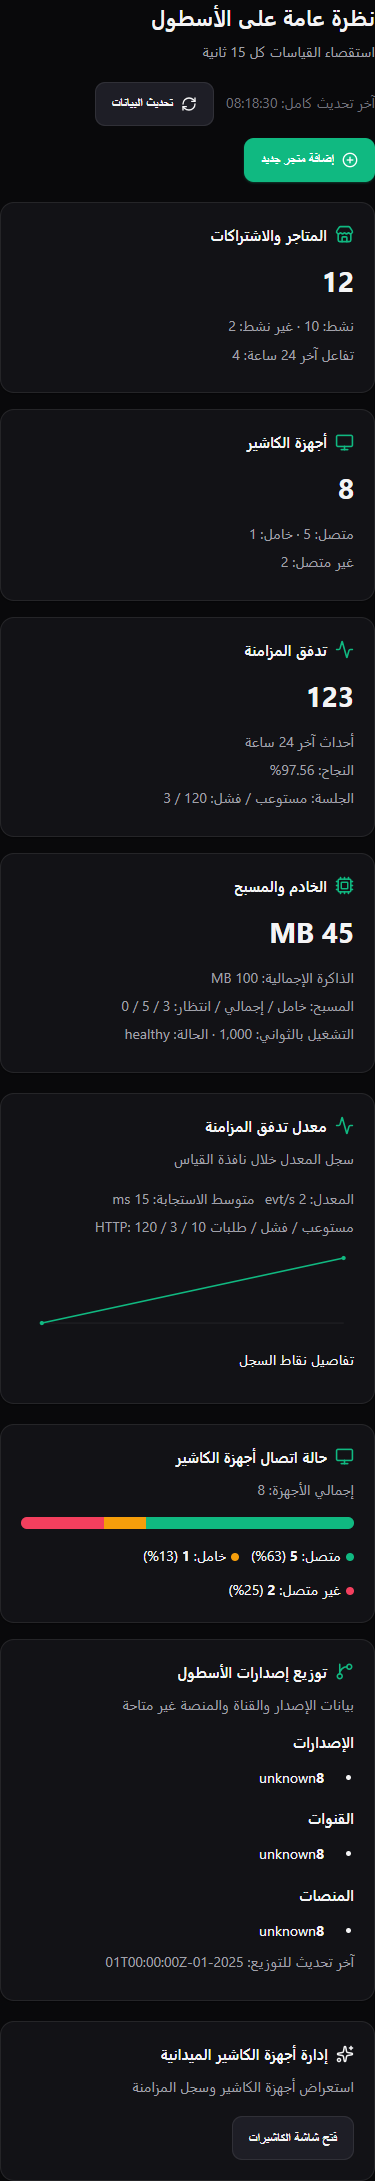 نظرة عامة على الأسطول
استقصاء القياسات كل 15 ثانية
آخر تحديث كامل: 08:18:30
تحديث البيانات
إضافة متجر جديد
المتاجر والاشتراكات
12
نشط: 10 · غير نشط: 2
تفاعل آخر 24 ساعة: 4
أجهزة الكاشير
8
متصل: 5 · خامل: 1
غير متصل: 2
تدفق المزامنة
123
أحداث آخر 24 ساعة
النجاح: 97.56%
الجلسة: مستوعب / فشل: 120 / 3
الخادم والمسبح
45 MB
الذاكرة الإجمالية: 100 MB
المسبح: خامل / إجمالي / انتظار: 3 / 5 / 0
التشغيل بالثواني: 1,000 · الحالة: healthy
معدل تدفق المزامنة
سجل المعدل خلال نافذة القياس
المعدل: 2 evt/s متوسط الاستجابة: 15 ms
مستوعب / فشل / طلبات HTTP: 120 / 3 / 10
تفاصيل نقاط السجل
حالة اتصال أجهزة الكاشير
إجمالي الأجهزة: 8
متصل: 5 (63%) خامل: 1 (13%)
غير متصل: 2 (25%)
توزيع إصدارات الأسطول
بيانات الإصدار والقناة والمنصة غير متاحة
الإصدارات
unknown8
القنوات
unknown8
المنصات
unknown8
آخر تحديث للتوزيع: 2025-01-01T00:00:00Z
إدارة أجهزة الكاشير الميدانية
استعراض أجهزة الكاشير وسجل المزامنة
فتح شاشة الكاشيرات